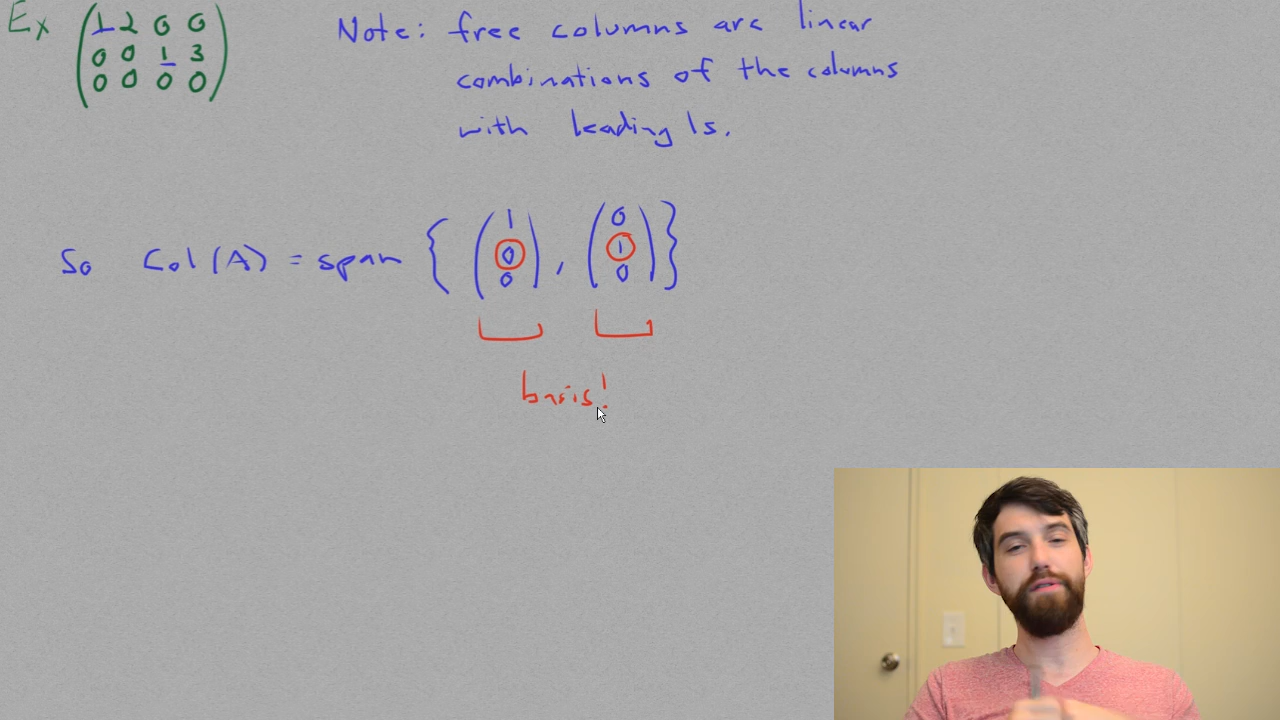 Ex
1 2 0 0
0 0 1 3
0 0 0 0
Note: free columns are linear
combinations of the columns
with leading 1s.
So Col(A) = span { (1 0 0), (0 1 0) }
basis!